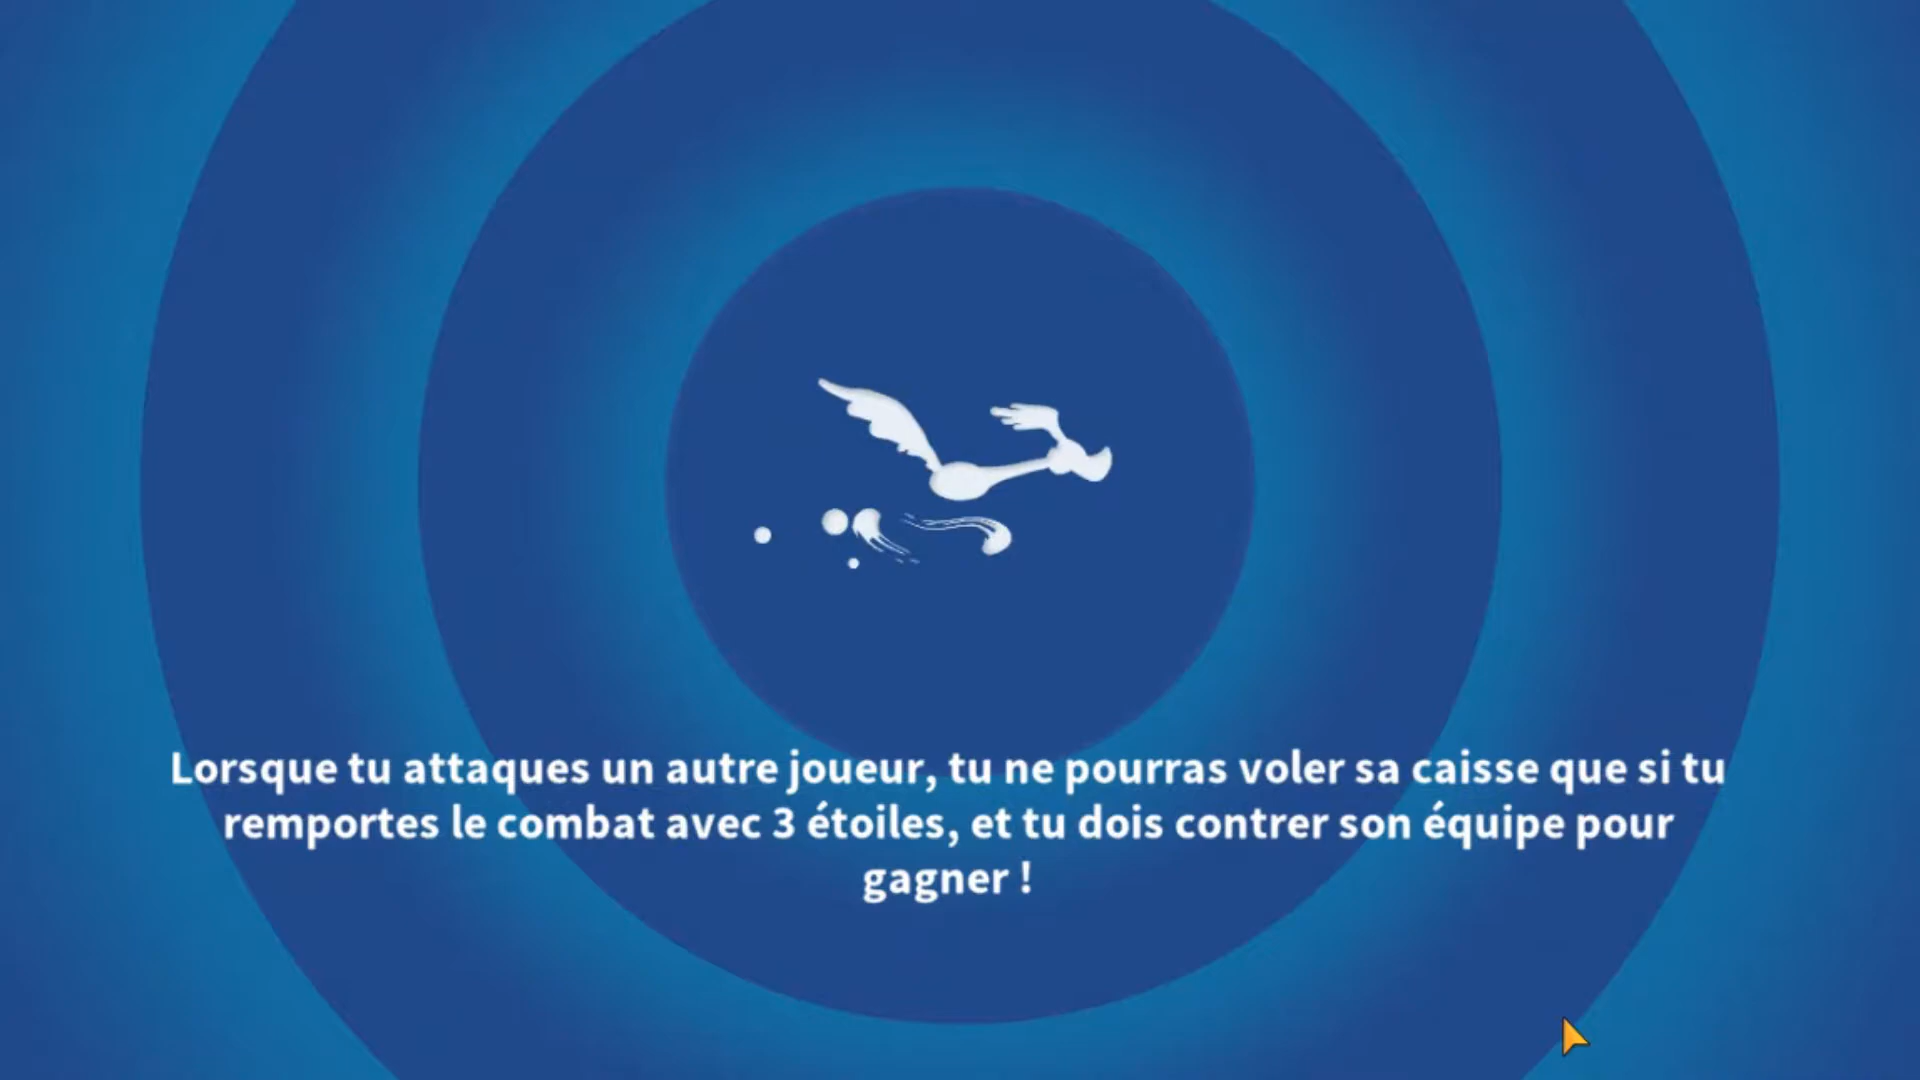 Lorsque tu attaques un autre joueur, tu ne pourras voler sa caisse que si tu
remportes le combat avec 3 étoiles, et tu dois contrer son équipe pour
gagner !